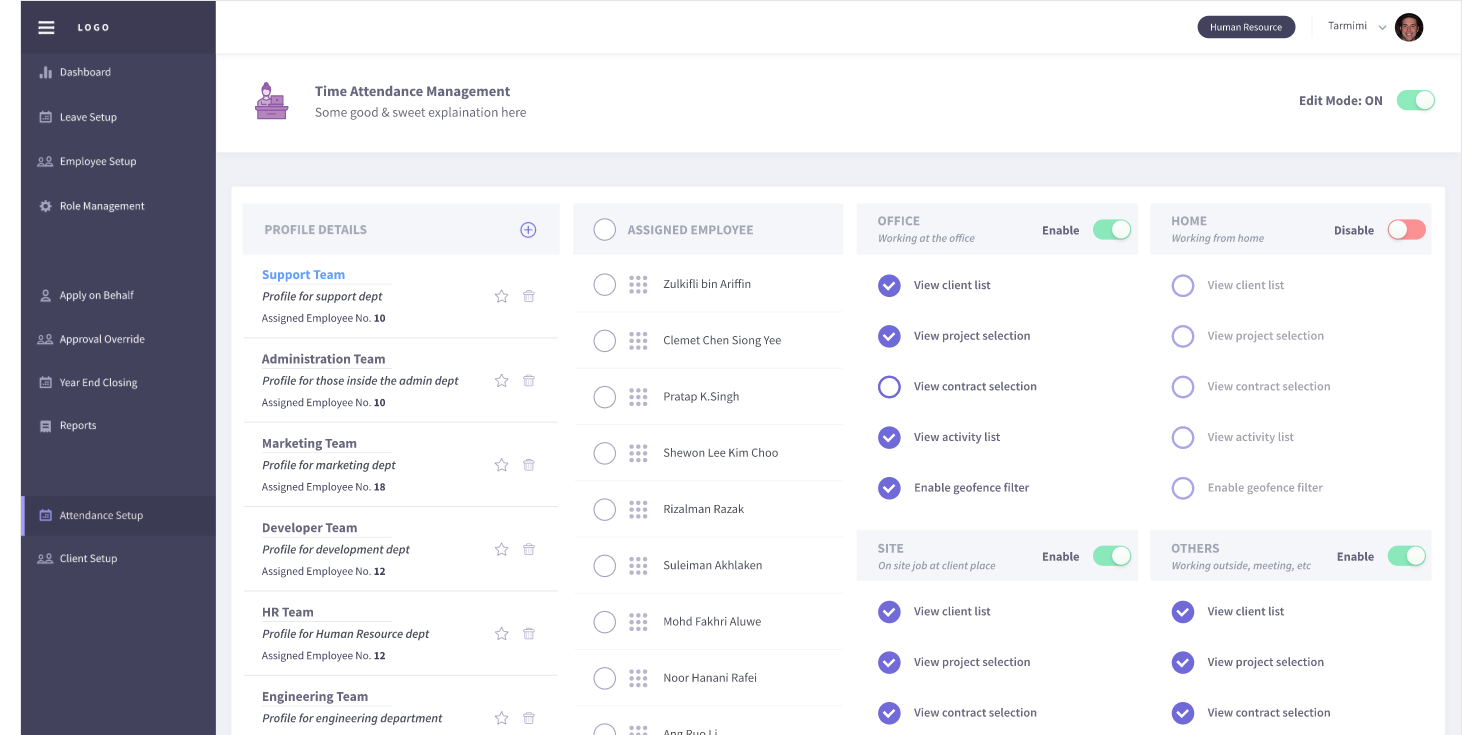 LOGO
Human Resource
Tarmimi
Dashboard
Leave Setup
Employee Setup
Role Management
Apply on Behalf
Approval Override
Year End Closing
Reports
Attendance Setup
Client Setup
Time Attendance Management
Some good & sweet explaination here
Edit Mode: ON
PROFILE DETAILS
Support Team
Profile for support dept
Assigned Employee No. 10
Administration Team
Profile for those inside the admin dept
Assigned Employee No. 10
Marketing Team
Profile for marketing dept
Assigned Employee No. 18
Developer Team
Profile for development dept
Assigned Employee No. 12
HR Team
Profile for Human Resource dept
Assigned Employee No. 12
Engineering Team
Profile for engineering department
ASSIGNED EMPLOYEE
Zulkifli bin Ariffin
Clemet Chen Siong Yee
Pratap K.Singh
Shewon Lee Kim Choo
Rizalman Razak
Suleiman Akhlaken
Mohd Fakhri Aluwe
Noor Hanani Rafei
Ang Ruo Li
OFFICE
Working at the office
Enable
View client list
View project selection
View contract selection
View activity list
Enable geofence filter
HOME
Working from home
Disable
View client list
View project selection
View contract selection
View activity list
Enable geofence filter
SITE
On site job at client place
Enable
View client list
View project selection
View contract selection
OTHERS
Working outside, meeting, etc
Enable
View client list
View project selection
View contract selection